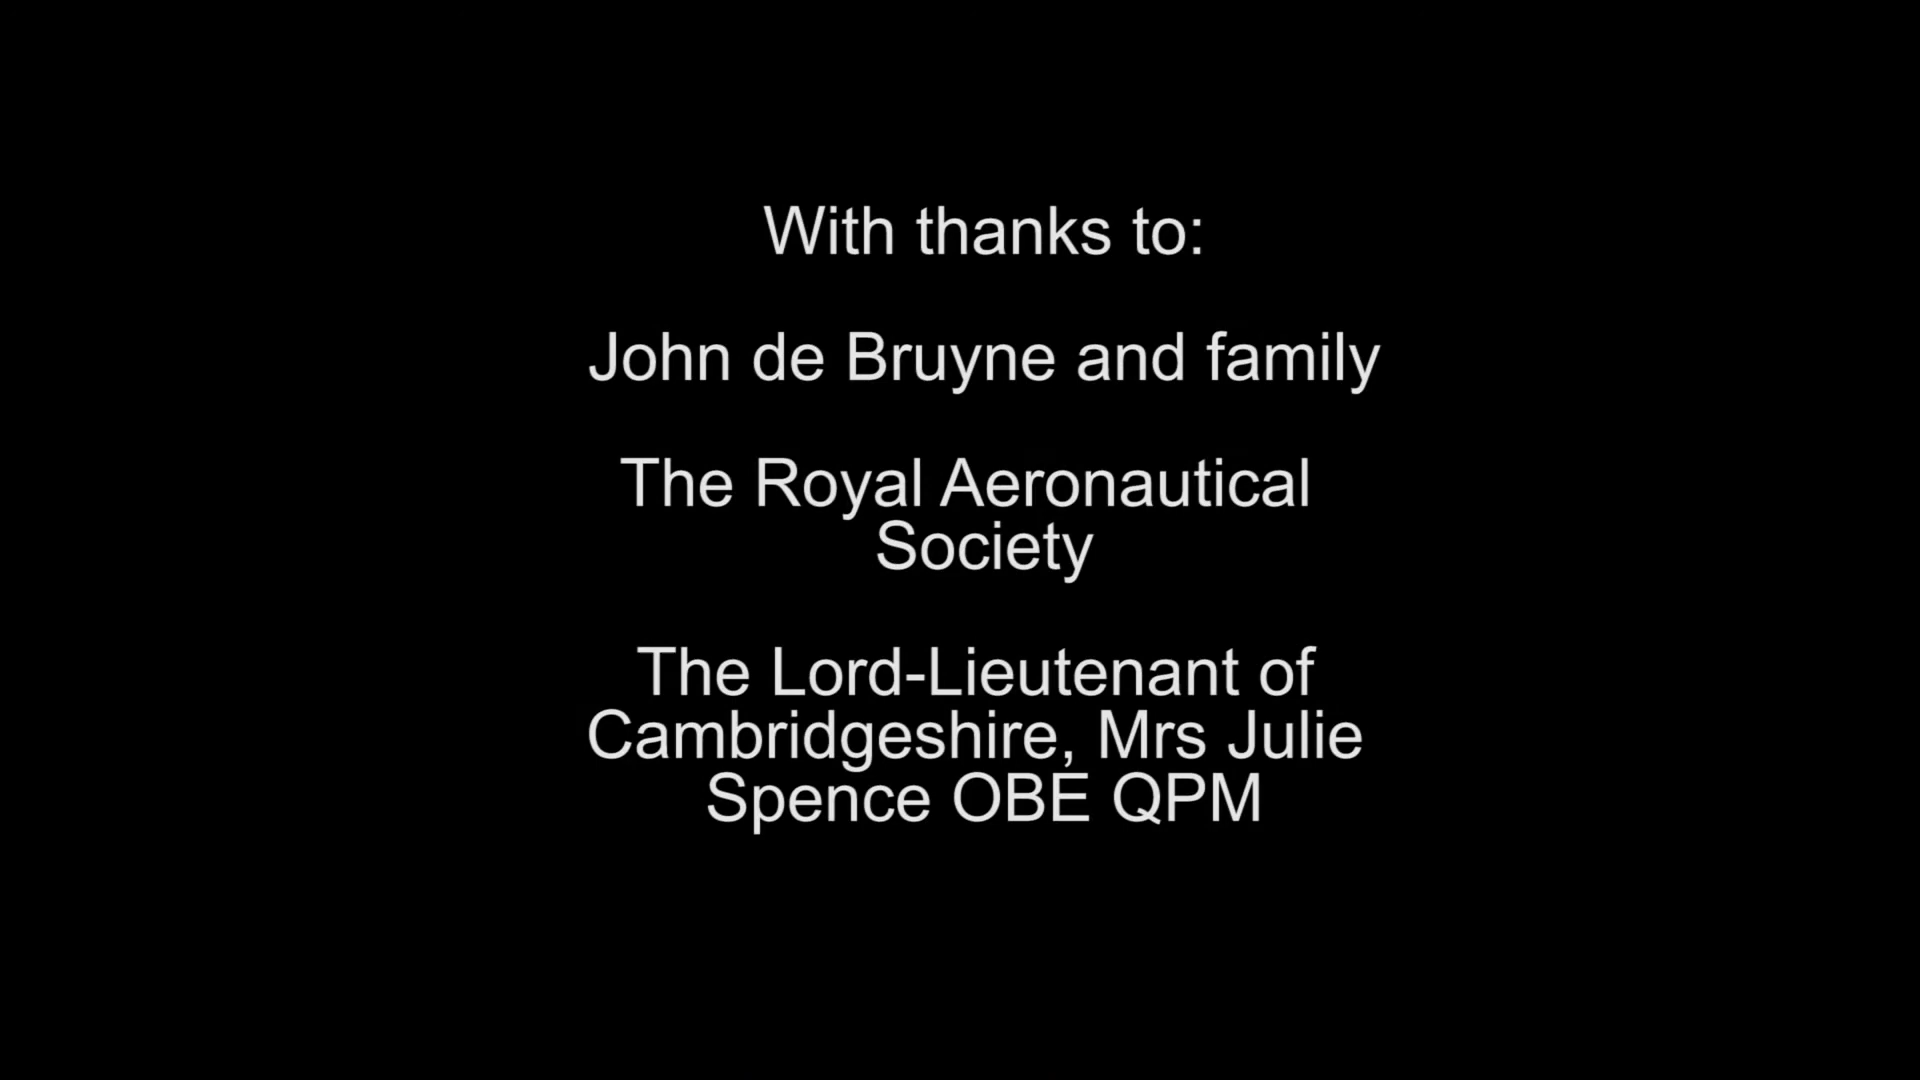 With thanks to:
John de Bruyne and family
The Royal Aeronautical
Society
The Lord-Lieutenant of
Cambridgeshire, Mrs Julie
Spence OBE QPM